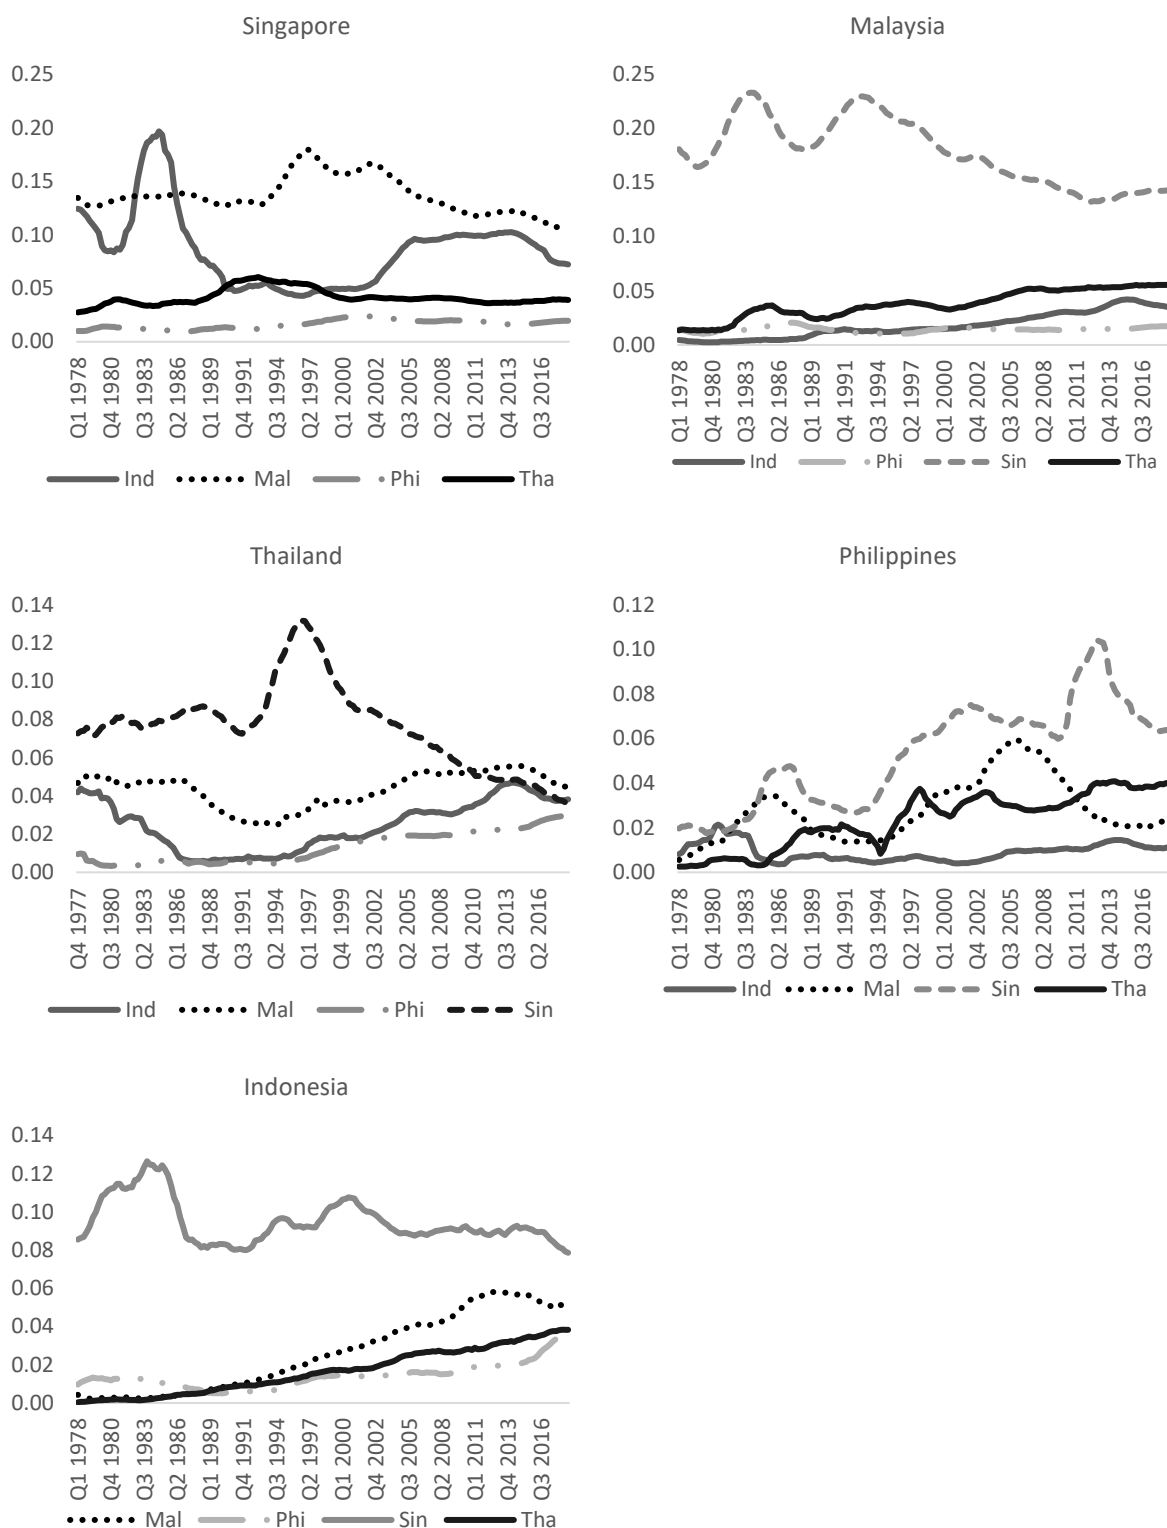 Singapore
0.25
0.20
0.15
0.10
0.05
0.00
Q1 1978
Q4 1980
Q3 1983
Q2 1986
Q1 1989
Q4 1991
Q3 1994
Q2 1997
Q1 2000
Q4 2002
Q3 2005
Q2 2008
Q1 2011
Q4 2013
Q3 2016
Ind Mal Phi Tha
Malaysia
0.25
0.20
0.15
0.10
0.05
0.00
Q1 1978
Q4 1980
Q3 1983
Q2 1986
Q1 1989
Q4 1991
Q3 1994
Q2 1997
Q1 2000
Q4 2002
Q3 2005
Q2 2008
Q1 2011
Q4 2013
Q3 2016
Ind Phi Sin Tha
Thailand
0.14
0.12
0.10
0.08
0.06
0.04
0.02
0.00
Q4 1977
Q3 1980
Q2 1983
Q1 1986
Q4 1988
Q3 1991
Q2 1994
Q1 1997
Q4 1999
Q3 2002
Q2 2005
Q1 2008
Q4 2010
Q3 2013
Q2 2016
Ind Mal Phi Sin
Philippines
0.12
0.10
0.08
0.06
0.04
0.02
0.00
Q1 1978
Q4 1980
Q3 1983
Q2 1986
Q1 1989
Q4 1991
Q3 1994
Q2 1997
Q1 2000
Q4 2002
Q3 2005
Q2 2008
Q1 2011
Q4 2013
Q3 2016
Ind Mal Sin Tha
Indonesia
0.14
0.12
0.10
0.08
0.06
0.04
0.02
0.00
Q1 1978
Q4 1980
Q3 1983
Q2 1986
Q1 1989
Q4 1991
Q3 1994
Q2 1997
Q1 2000
Q4 2002
Q3 2005
Q2 2008
Q1 2011
Q4 2013
Q3 2016
Mal Phi Sin Tha